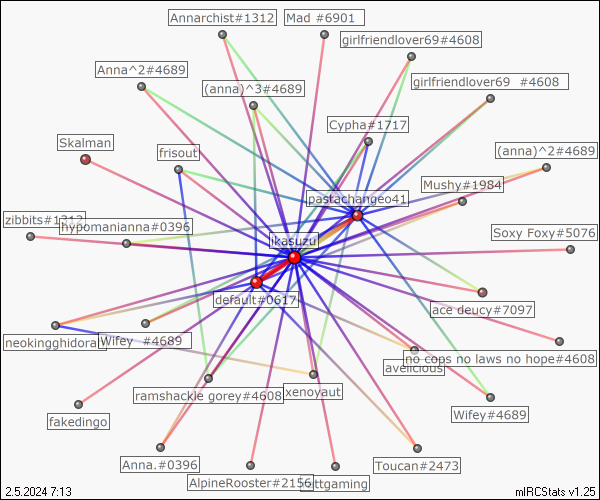 Annarchist#1312
Mad #6901
girlfriendlover69#4608
Anna^2#4689
(anna)^3#4689
girlfriendlover69 #4608
Cypha#1717
Skalman
frisout
(anna)^2#4689
Mushy#1984
pastachangeo41
zibbits#1312
hypomanianna#0396
Soxy Foxy#5076
ikasuzu
default#0617
ace deucy#7097
neokingghidora
Wifey #4689
no cops no laws no hope#4608
avelicious
ramshackle gorey#4608
xenoyaut
fakedingo
Wifey#4689
Anna.#0396
Toucan#2473
AlpineRooster#2156
2.5.2024 7:13
mIRCStats v1.25